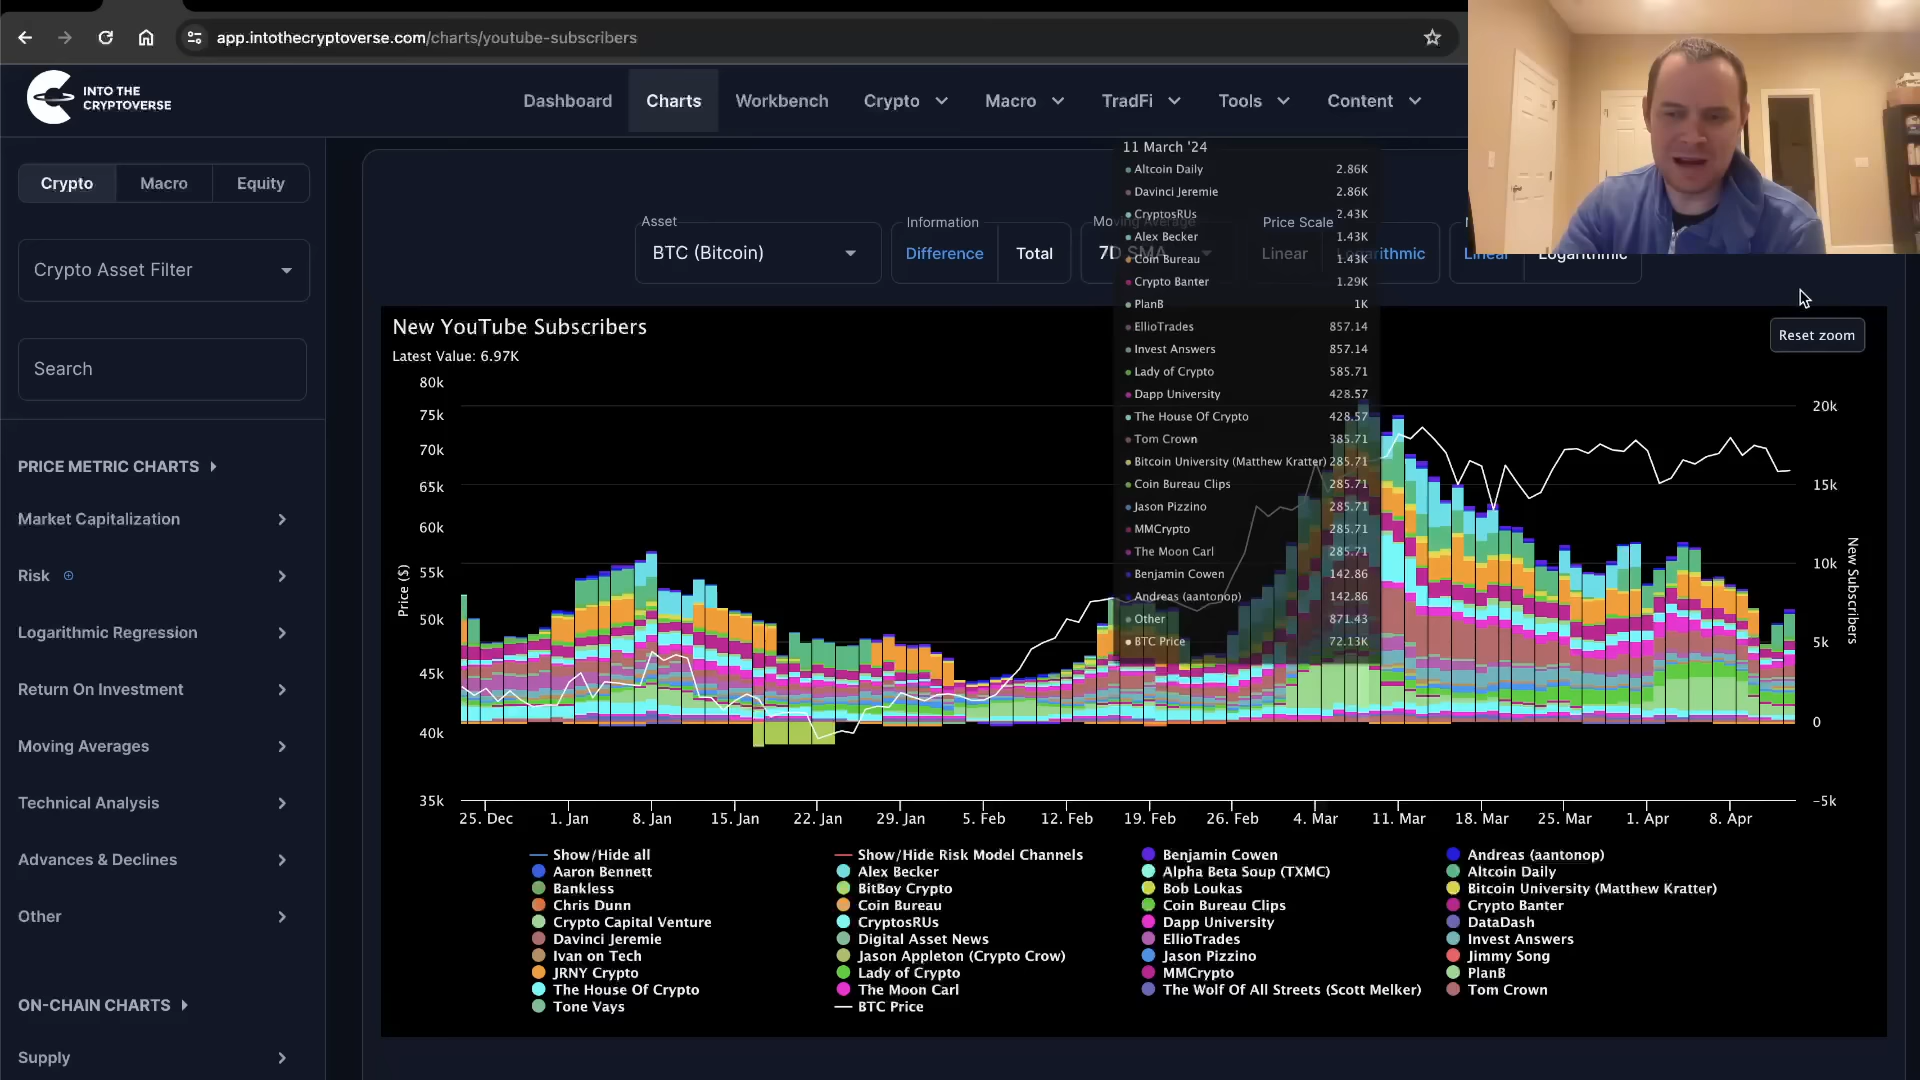 app.intothecryptoverse.com/charts/youtube-subscribers
INTO THE
CRYPTOVERSE
Dashboard
Charts
Workbench
Crypto
Macro
TradFi
Tools
Content
Crypto
Macro
Equity
Crypto Asset Filter
Search
PRICE METRIC CHARTS
Market Capitalization
Risk
Logarithmic Regression
Return On Investment
Moving Averages
Technical Analysis
Advances & Declines
Other
ON-CHAIN CHARTS
Supply
Asset
BTC (Bitcoin)
Information
Difference
Total
Moving Average
7D SMA
Price Scale
Linear
Logarithmic
Linear
Logarithmic
New YouTube Subscribers
Latest Value: 6.97K
Reset zoom
11 March '24
Altcoin Daily 2.86K
Davinci Jeremie 2.86K
CryptosRUs 2.43K
Alex Becker 1.43K
Coin Bureau 1.43K
Crypto Banter 1.29K
PlanB 1K
EllioTrades 857.14
Invest Answers 857.14
Lady of Crypto 585.71
Dapp University 428.57
The House Of Crypto 428.57
Tom Crown 385.71
Bitcoin University (Matthew Kratter) 285.71
Coin Bureau Clips 285.71
Jason Pizzino 285.71
MMCrypto 285.71
The Moon Carl 285.71
Benjamin Cowen 142.86
Andreas (aantonop) 142.86
Other 871.43
BTC Price 72.13K
80k
75k
70k
65k
60k
55k
50k
45k
40k
35k
Price ($)
20k
15k
10k
5k
0
-5k
New Subscribers
25. Dec
1. Jan
8. Jan
15. Jan
22. Jan
29. Jan
5. Feb
12. Feb
19. Feb
26. Feb
4. Mar
11. Mar
18. Mar
25. Mar
1. Apr
8. Apr
Show/Hide all
Show/Hide Risk Model Channels
Benjamin Cowen
Andreas (aantonop)
Aaron Bennett
Alex Becker
Alpha Beta Soup (TXMC)
Altcoin Daily
Bankless
BitBoy Crypto
Bob Loukas
Bitcoin University (Matthew Kratter)
Chris Dunn
Coin Bureau
Coin Bureau Clips
Crypto Banter
Crypto Capital Venture
CryptosRUs
Dapp University
DataDash
Davinci Jeremie
Digital Asset News
EllioTrades
Invest Answers
Ivan on Tech
Jason Appleton (Crypto Crow)
Jason Pizzino
Jimmy Song
JRNY Crypto
Lady of Crypto
MMCrypto
PlanB
The House Of Crypto
The Moon Carl
The Wolf Of All Streets (Scott Melker)
Tom Crown
Tone Vays
BTC Price